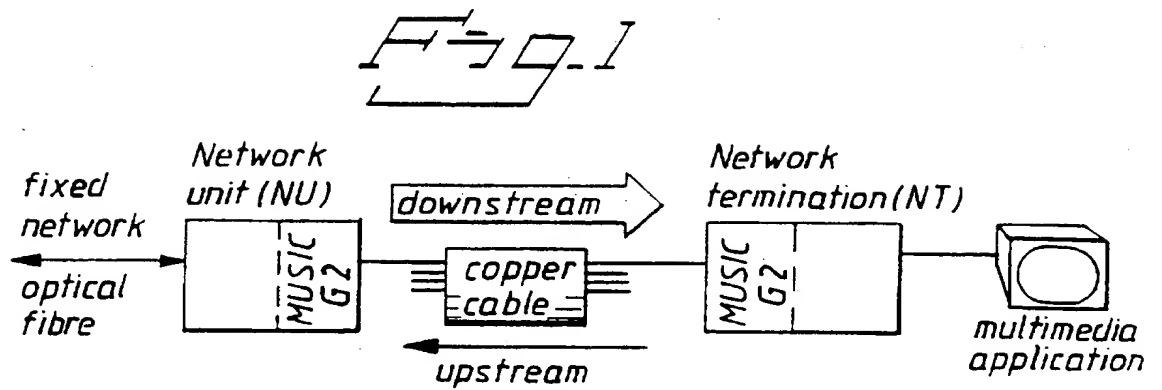 Fig. 1
Network
unit (NU)
Network
termination (NT)
fixed
network
optical
fibre
MUSIC
G2
downstream
copper
cable
upstream
MUSIC
G2
multimedia
application